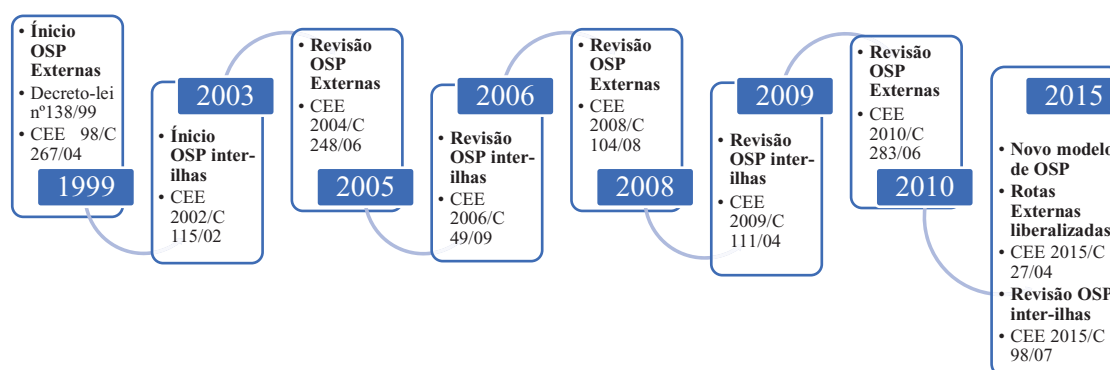 • Ínicio
OSP
Externas
• Decreto-lei
nº138/99
• CEE 98/C
267/04
1999
2003
• Ínicio
OSP inter-
ilhas
• CEE
2002/C
115/02
• Revisão
OSP
Externas
• CEE
2004/C
248/06
2005
2006
• Revisão
OSP inter-
ilhas
• CEE
2006/C
49/09
• Revisão
OSP
Externas
• CEE
2008/C
104/08
2008
2009
• Revisão
OSP inter-
ilhas
• CEE
2009/C
111/04
• Revisão
OSP
Externas
• CEE
2010/C
283/06
2010
2015
• Novo modelo
de OSP
• Rotas
Externas
liberalizadas
• CEE 2015/C
27/04
• Revisão OSP
inter-ilhas
• CEE 2015/C
98/07